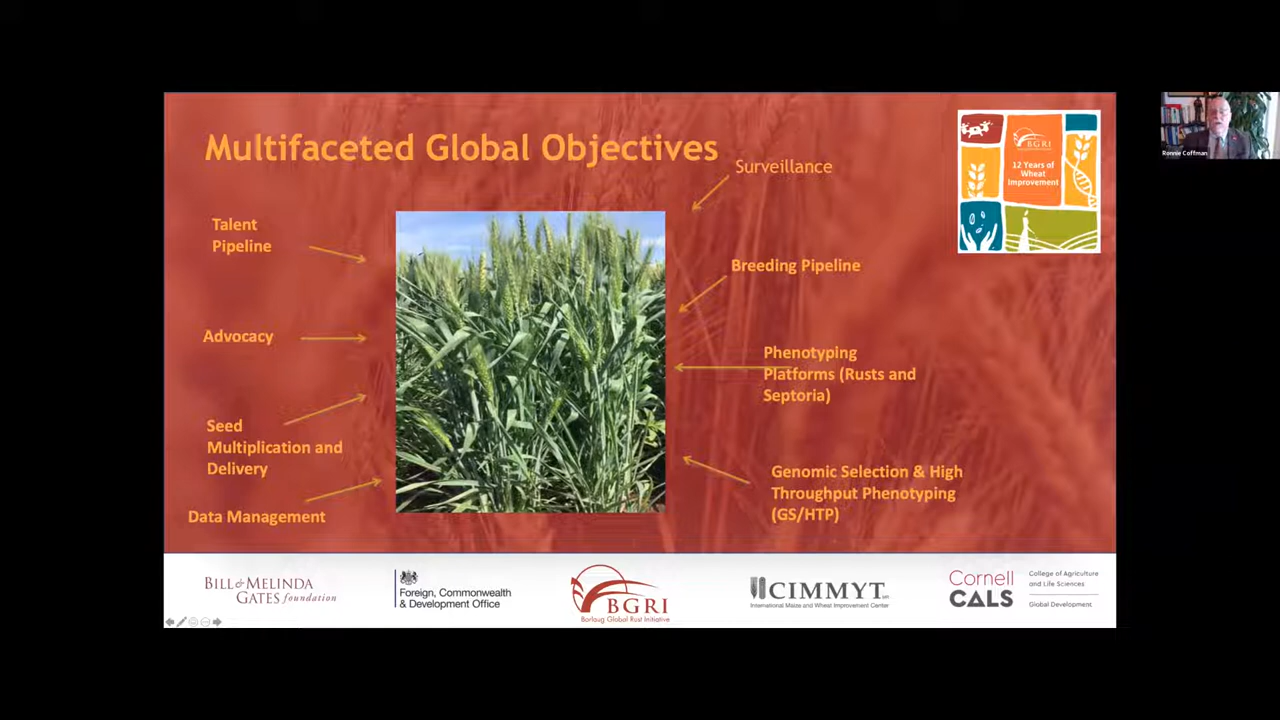 Multifaceted Global Objectives
Surveillance
Talent
Pipeline
Breeding Pipeline
Advocacy
Phenotyping
Platforms (Rusts and
Septoria)
Seed
Multiplication and
Delivery
Genomic Selection & High
Throughput Phenotyping
(GS/HTP)
Data Management
BGRI
12 Years of
Wheat
Improvement
Ronnie Coffman
BILL & MELINDA
GATES foundation
Foreign, Commonwealth
& Development Office
BGRI
Borlaug Global Rust Initiative
CIMMYT
International Maize and Wheat Improvement Center
Cornell
CALS
College of Agriculture
and Life Sciences
Global Development